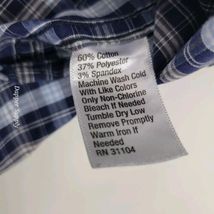 60% Cotton
37% Polyester
3% Spandex
Machine Wash Cold
With Like Colors
Only Non-Chlorine
Bleach If Needed
Tumble Dry Low
Remove Promptly
Warm Iron If
Needed
RN 31104